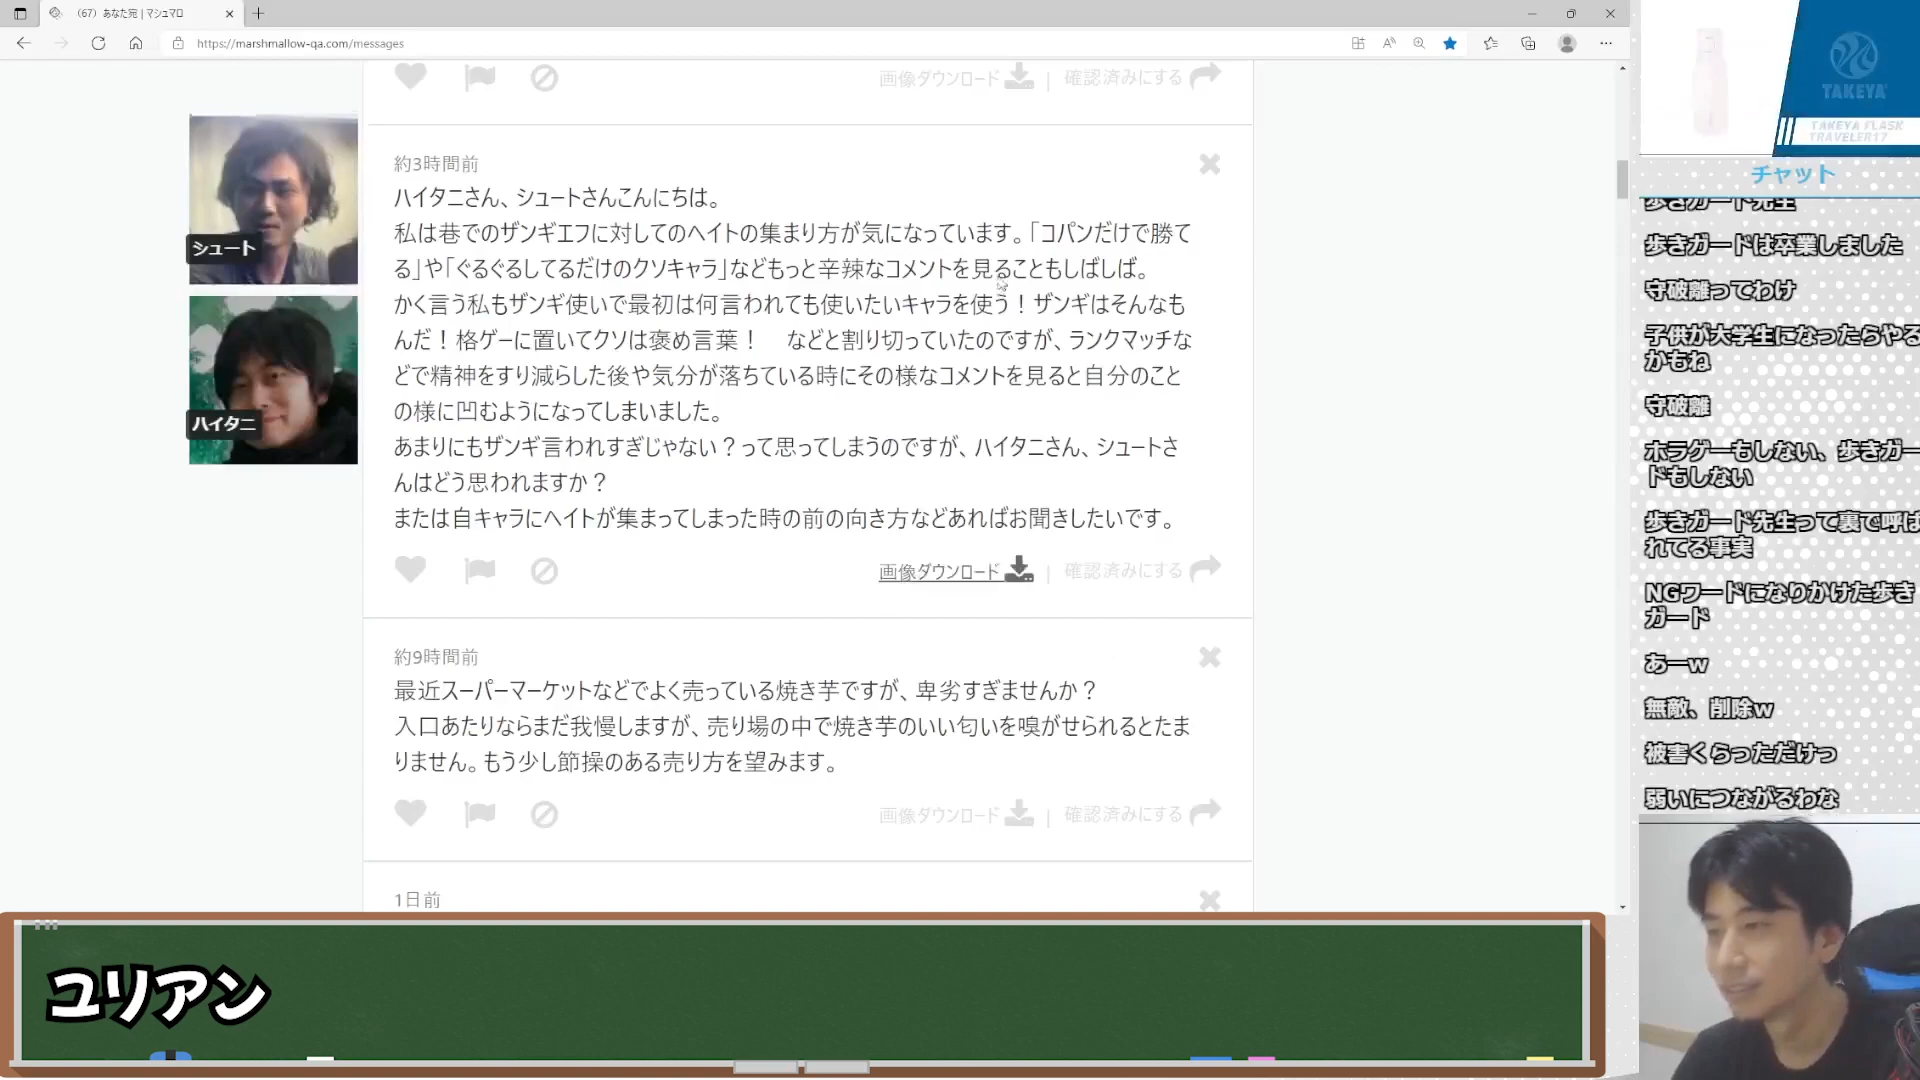 (67) あなた宛 | マシュマロ
https://marshmallow-qa.com/messages
画像ダウンロード | 確認済みにする
約3時間前
ハイタニさん、シュートさんこんにちは。
私は巷でのザンギエフに対してのヘイトの集まり方が気になっています。「コパンだけで勝て
る」や「ぐるぐるしてるだけのクソキャラ」などもっと辛辣なコメントを見ることもしばしば。
かく言う私もザンギ使いで最初は何言われても使いたいキャラを使う！ザンギはそんなも
んだ！格ゲーに置いてクソは褒め言葉！　などと割り切っていたのですが、ランクマッチな
どで精神をすり減らした後や気分が落ちている時にその様なコメントを見ると自分のこと
の様に凹むようになってしまいました。
あまりにもザンギ言われすぎじゃない？って思ってしまうのですが、ハイタニさん、シュートさ
んはどう思われますか？
または自キャラにヘイトが集まってしまった時の前の向き方などあればお聞きしたいです。
画像ダウンロード | 確認済みにする
約9時間前
最近スーパーマーケットなどでよく売っている焼き芋ですが、卑劣すぎませんか？
入口あたりならまだ我慢しますが、売り場の中で焼き芋のいい匂いを嗅がせられるとたま
りません。もう少し節操のある売り方を望みます。
画像ダウンロード | 確認済みにする
1日前
シュート
ハイタニ
ユリアン
TAKEYA
TAKEYA FLASK
TRAVELER17
チャット
歩きガード先生
歩きガードは卒業しました
守破離ってわけ
子供が大学生になったらやる
かもね
守破離
ホラゲーもしない、歩きガー
ドもしない
歩きガード先生って裏で呼ば
れてる事実
NGワードになりかけた歩き
ガード
あーw
無敵、削除w
被害くらっただけっ
弱いにつながるわな